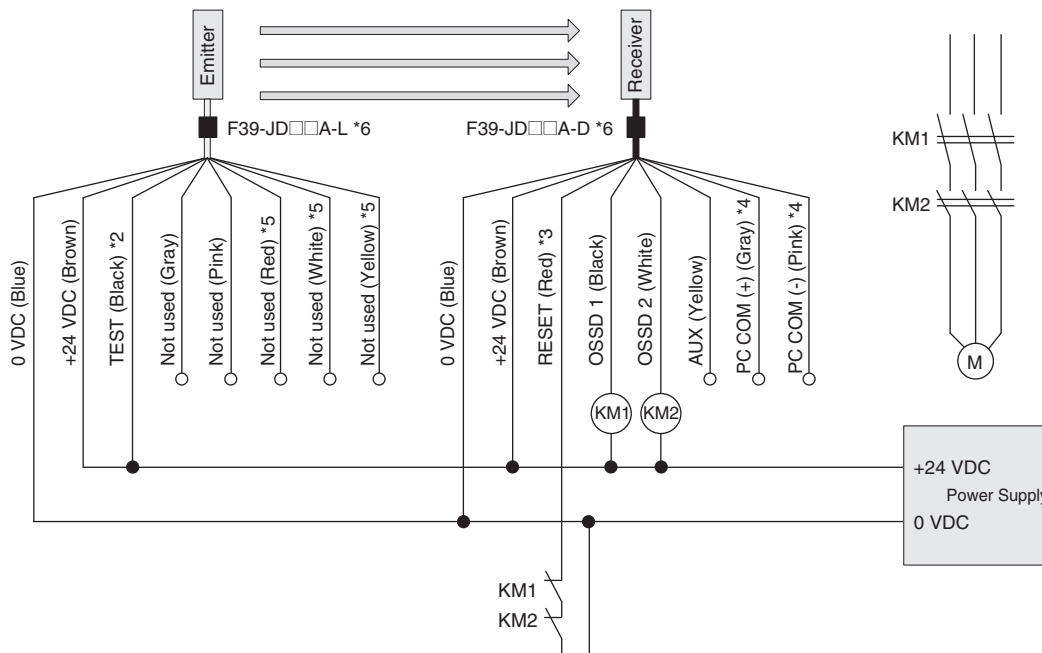 Emitter
Receiver
F39-JD□□A-L *6
F39-JD□□A-D *6
0 VDC (Blue)
+24 VDC (Brown)
TEST (Black) *2
Not used (Gray)
Not used (Pink)
Not used (Red) *5
Not used (White) *5
Not used (Yellow) *5
0 VDC (Blue)
+24 VDC (Brown)
RESET (Red) *3
OSSD 1 (Black)
OSSD 2 (White)
AUX (Yellow)
PC COM (+) (Gray) *4
PC COM (-) (Pink) *4
KM1
KM2
M
KM1
KM2
+24 VDC
Power Supply
0 VDC
KM1
KM2